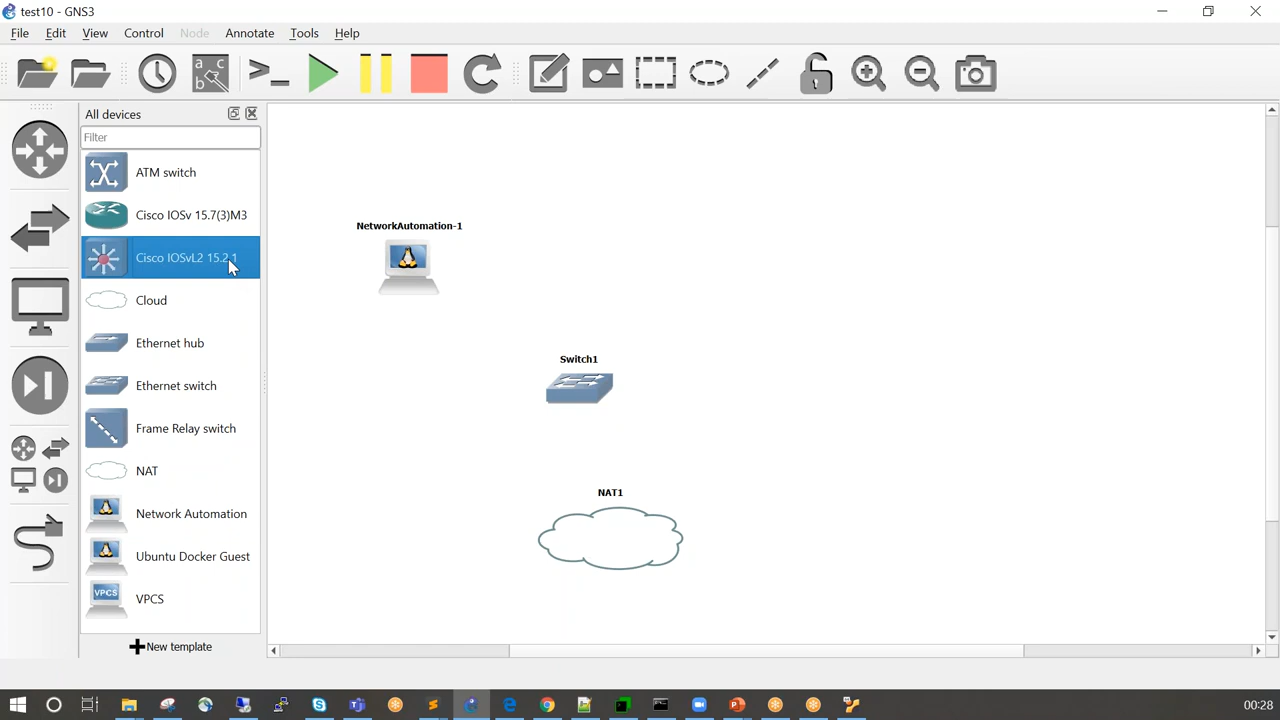 test10 - GNS3
File Edit View Control Node Annotate Tools Help
a c
b
>_
All devices
Filter
ATM switch
Cisco IOSv 15.7(3)M3
Cisco IOSvL2 15.2.1
Cloud
Ethernet hub
Ethernet switch
Frame Relay switch
NAT
Network Automation
Ubuntu Docker Guest
VPCS
VPCS
New template
NetworkAutomation-1
Switch1
NAT1
00:28